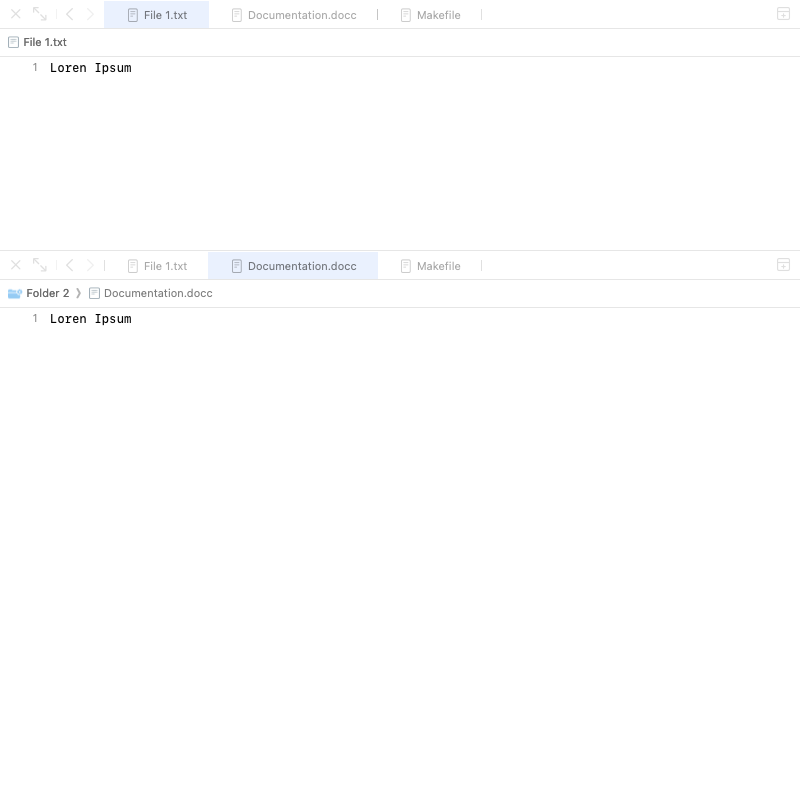 File 1.txt Documentation.docc Makefile
File 1.txt
1 Loren Ipsum
File 1.txt Documentation.docc Makefile
Folder 2 Documentation.docc
1 Loren Ipsum